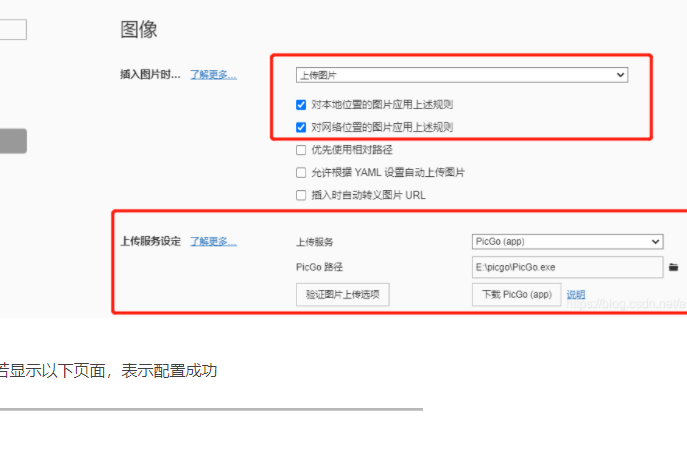 图像
插入图片时... 了解更多...
上传图片
对本地位置的图片应用上述规则
对网络位置的图片应用上述规则
优先使用相对路径
允许根据 YAML 设置自动上传图片
插入时自动转义图片 URL
上传服务设定 了解更多... 上传服务 PicGo (app)
PicGo 路径 E:\picgo\PicGo.exe
验证图片上传选项 下载 PicGo (app) 说明
https://blog.csdn.net/
若显示以下页面，表示配置成功